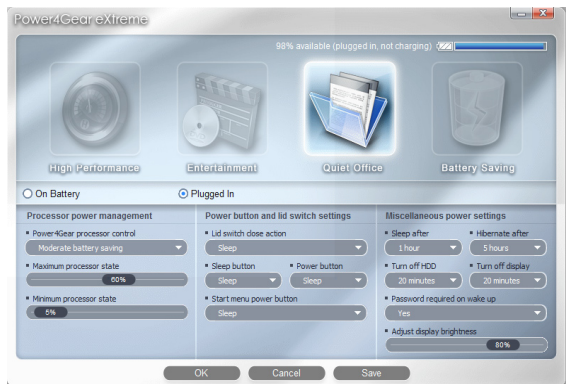 Power4Gear eXtreme
98% available (plugged in, not charging)
High Performance
Entertainment
Quiet Office
Battery Saving
On Battery
Plugged In
Processor power management
Power4Gear processor control
Moderate battery saving
Maximum processor state
60%
Minimum processor state
5%
Power button and lid switch settings
Lid switch close action
Sleep
Sleep button
Power button
Sleep
Sleep
Start menu power button
Sleep
Miscellaneous power settings
Sleep after
Hibernate after
1 hour
5 hours
Turn off HDD
Turn off display
20 minutes
20 minutes
Password required on wake up
Yes
Adjust display brightness
80%
OK
Cancel
Save